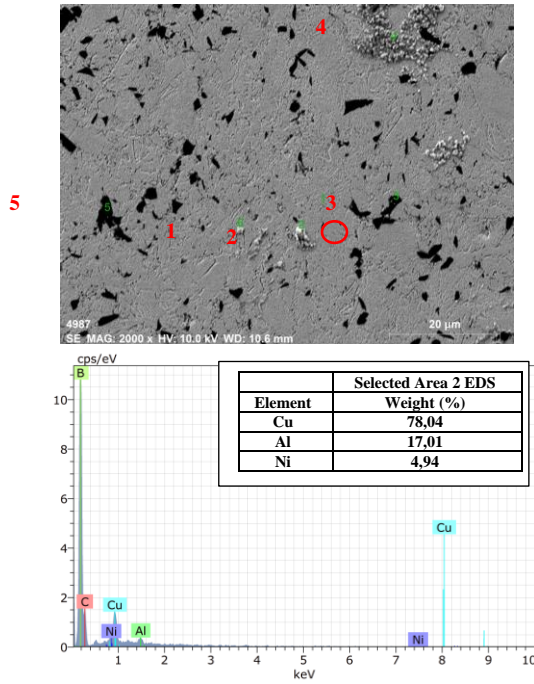 4
5
5
3
5
5
1
2
4987
SE MAG: 2000 x HV: 10.0 kV WD: 10.6 mm
20 µm
cps/eV
Selected Area 2 EDS
Element Weight (%)
Cu 78,04
Al 17,01
Ni 4,94
B
C
Cu
Ni
Al
Cu
Ni
10
8
6
4
2
0
1 2 3 4 5 6 7 8 9 10
keV